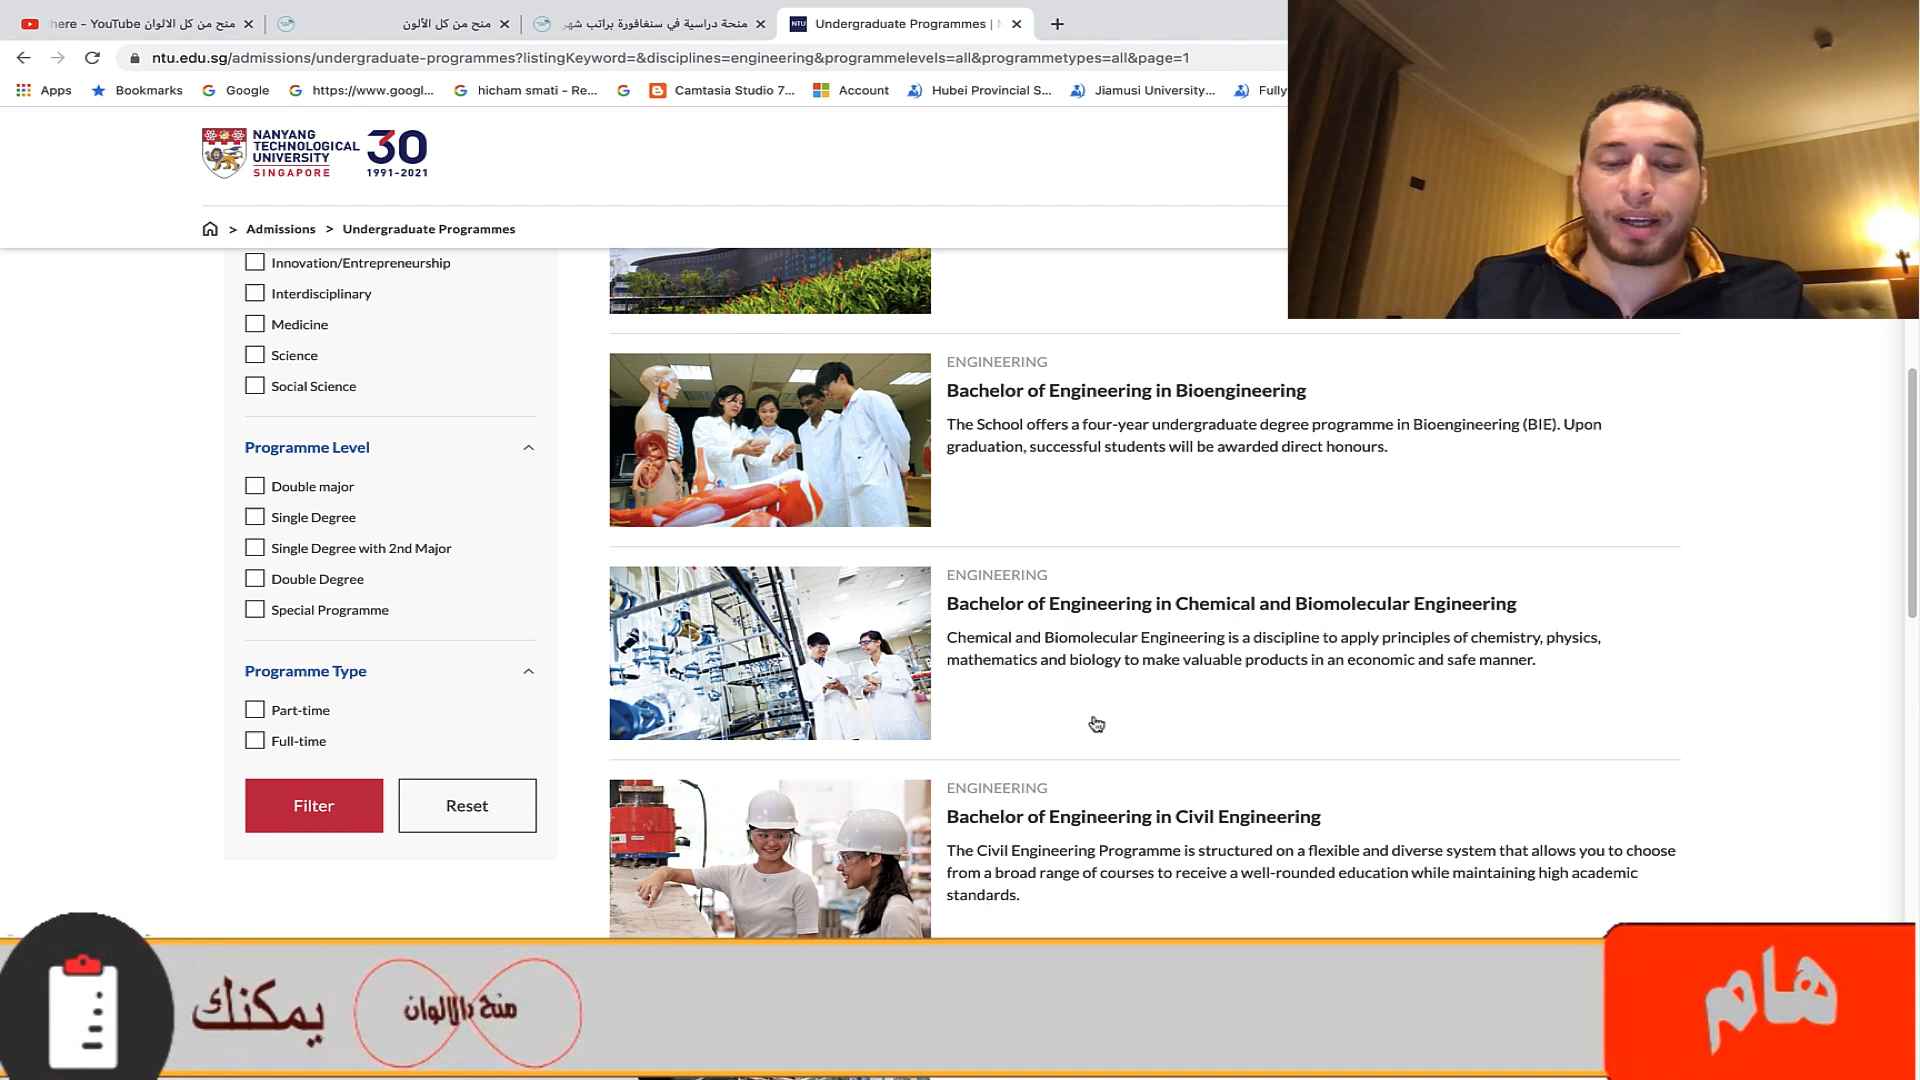 here - YouTube منح من كل الالوان
منح من كل الألون
منحة دراسية في سنغافورة براتب شهر
Undergraduate Programmes |
ntu.edu.sg/admissions/undergraduate-programmes?listingKeyword=&disciplines=engineering&programmelevels=all&programmetypes=all&page=1
Apps
Bookmarks
Google
https://www.googl...
hicham smati - Re...
Camtasia Studio 7...
Account
Hubei Provincial S...
Jiamusi University...
Fully
NANYANG
TECHNOLOGICAL
UNIVERSITY
SINGAPORE
30
1991-2021
> Admissions > Undergraduate Programmes
Innovation/Entrepreneurship
Interdisciplinary
Medicine
Science
Social Science
Programme Level
Double major
Single Degree
Single Degree with 2nd Major
Double Degree
Special Programme
Programme Type
Part-time
Full-time
Filter
Reset
ENGINEERING
Bachelor of Engineering in Bioengineering
The School offers a four-year undergraduate degree programme in Bioengineering (BIE). Upon
graduation, successful students will be awarded direct honours.
ENGINEERING
Bachelor of Engineering in Chemical and Biomolecular Engineering
Chemical and Biomolecular Engineering is a discipline to apply principles of chemistry, physics,
mathematics and biology to make valuable products in an economic and safe manner.
ENGINEERING
Bachelor of Engineering in Civil Engineering
The Civil Engineering Programme is structured on a flexible and diverse system that allows you to choose
from a broad range of courses to receive a well-rounded education while maintaining high academic
standards.
هام
يمكنك